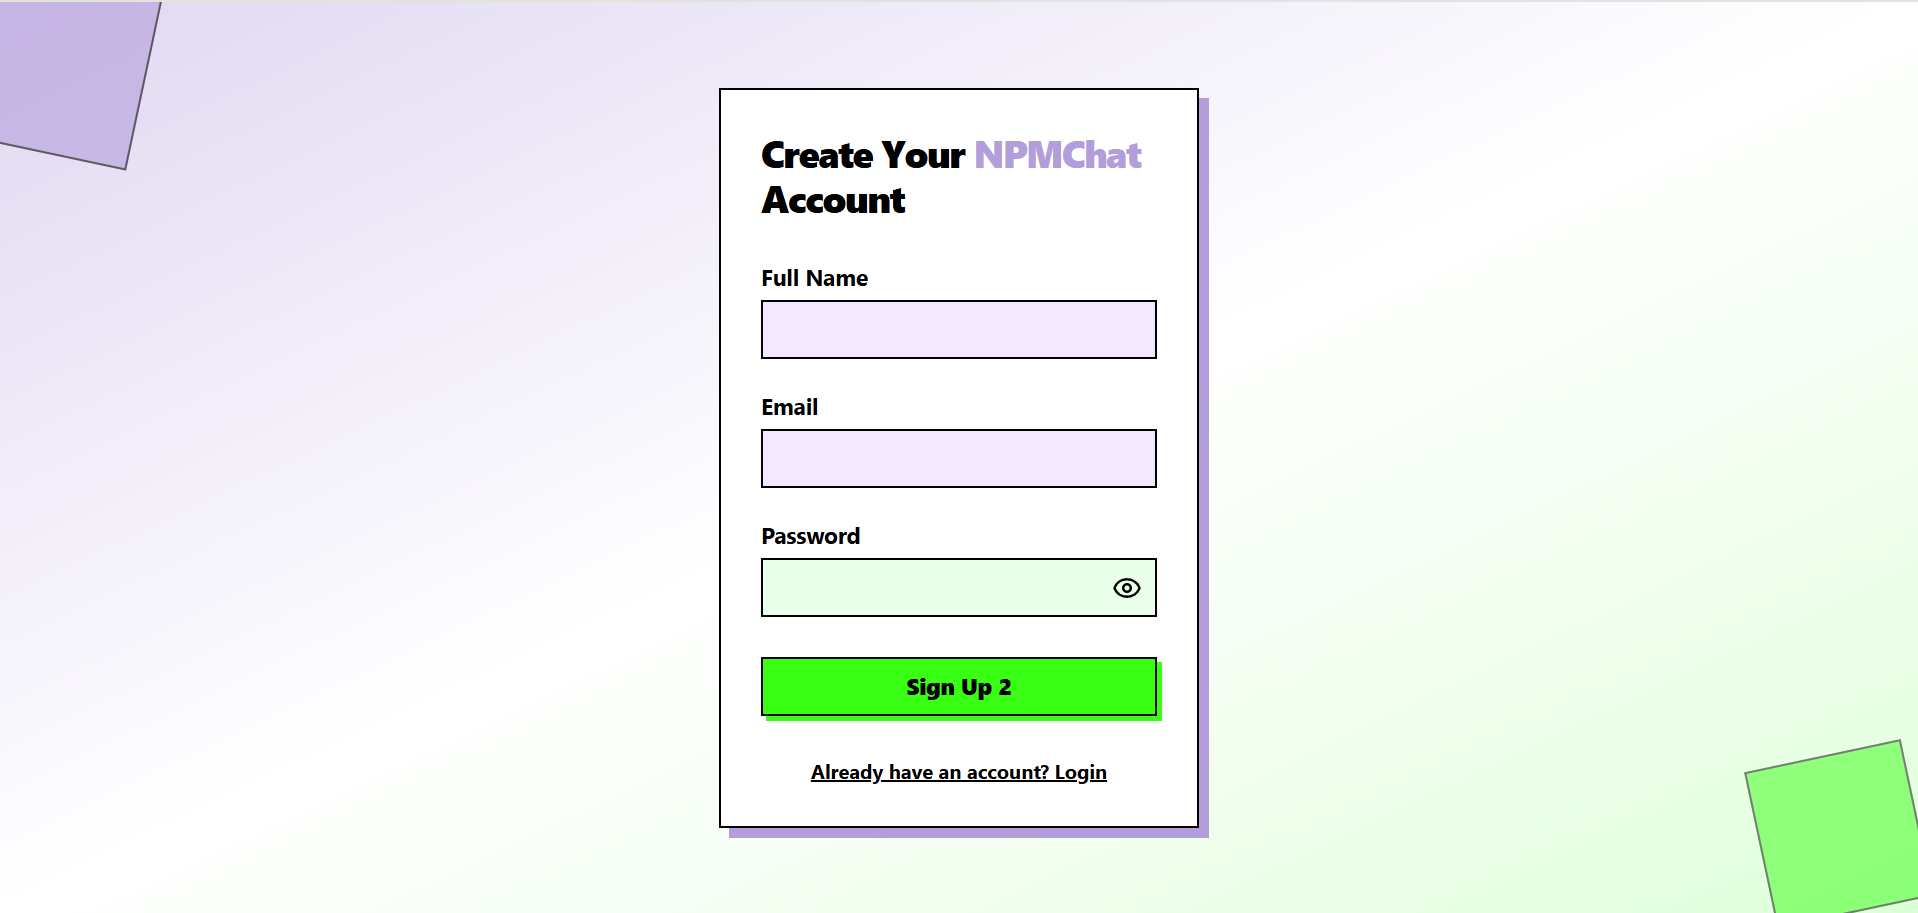 Create Your NPMChat
Account
Full Name
Email
Password
Sign Up 2
Already have an account? Login